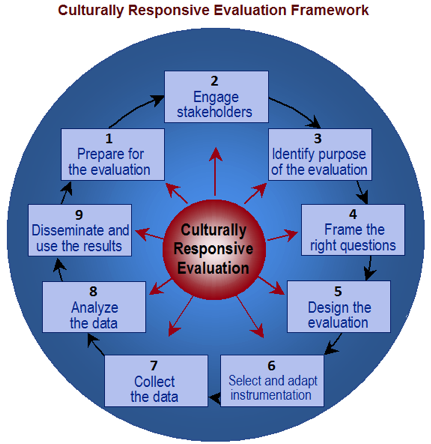 Culturally Responsive Evaluation Framework
1
Prepare for
the evaluation
2
Engage
stakeholders
3
Identify purpose
of the evaluation
4
Frame the
right questions
5
Design the
evaluation
6
Select and adapt
instrumentation
7
Collect
the data
8
Analyze
the data
9
Disseminate and
use the results
Culturally
Responsive
Evaluation